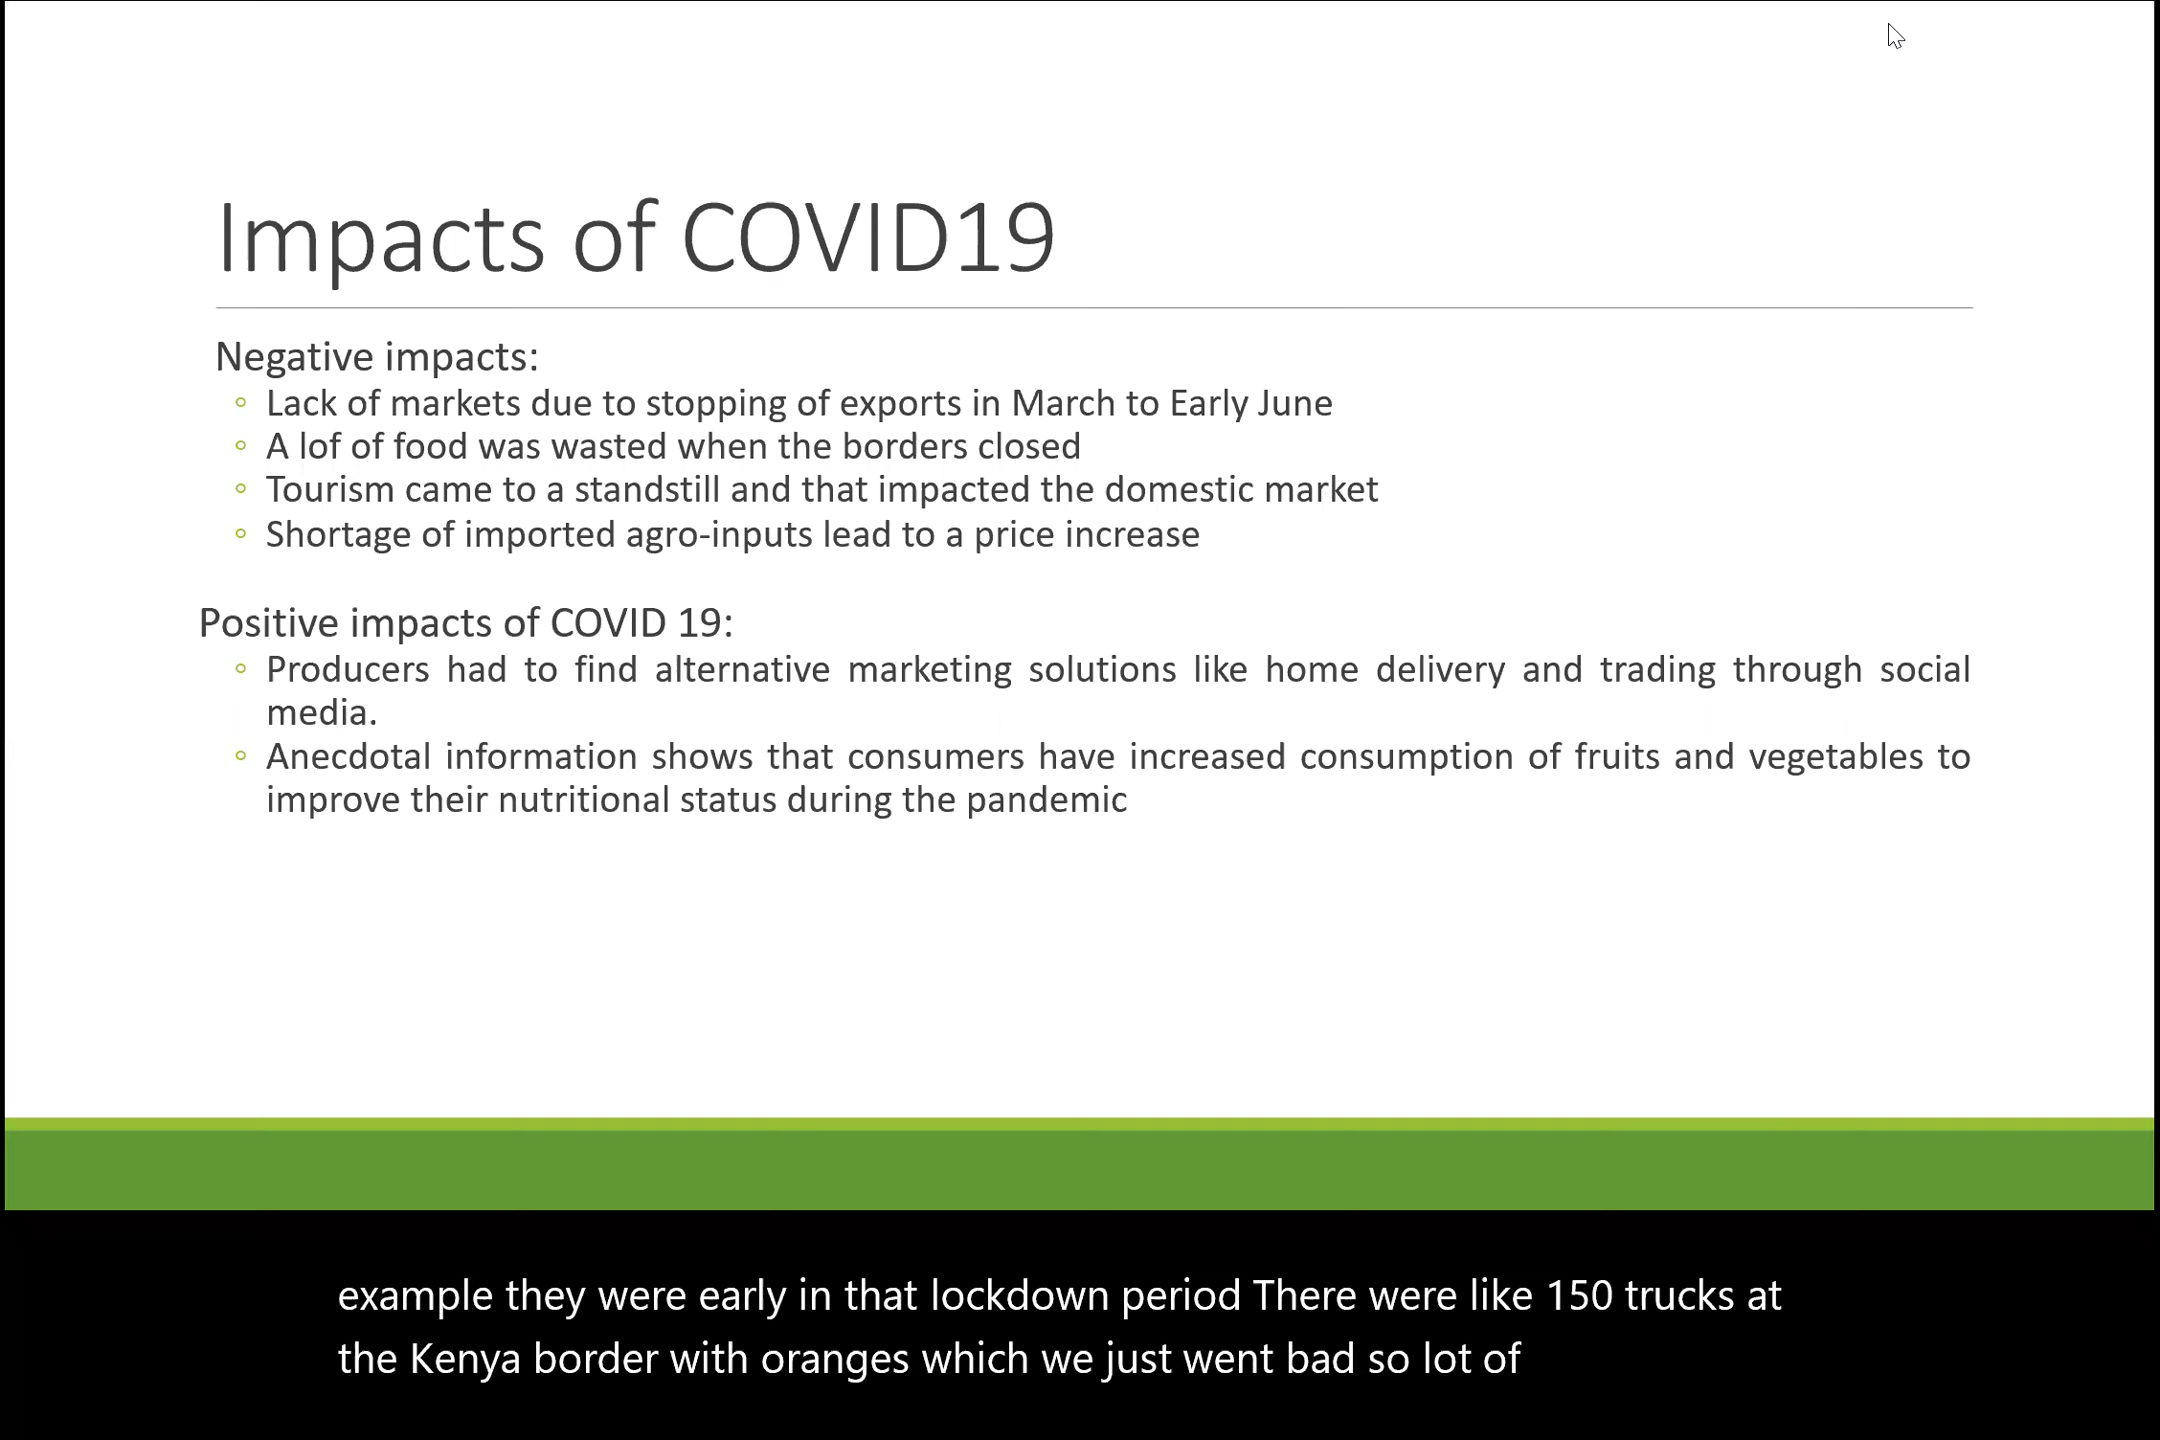 Impacts of COVID19
Negative impacts:
◦ Lack of markets due to stopping of exports in March to Early June
◦ A lof of food was wasted when the borders closed
◦ Tourism came to a standstill and that impacted the domestic market
◦ Shortage of imported agro-inputs lead to a price increase
Positive impacts of COVID 19:
◦ Producers had to find alternative marketing solutions like home delivery and trading through social
media.
◦ Anecdotal information shows that consumers have increased consumption of fruits and vegetables to
improve their nutritional status during the pandemic
example they were early in that lockdown period There were like 150 trucks at
the Kenya border with oranges which we just went bad so lot of